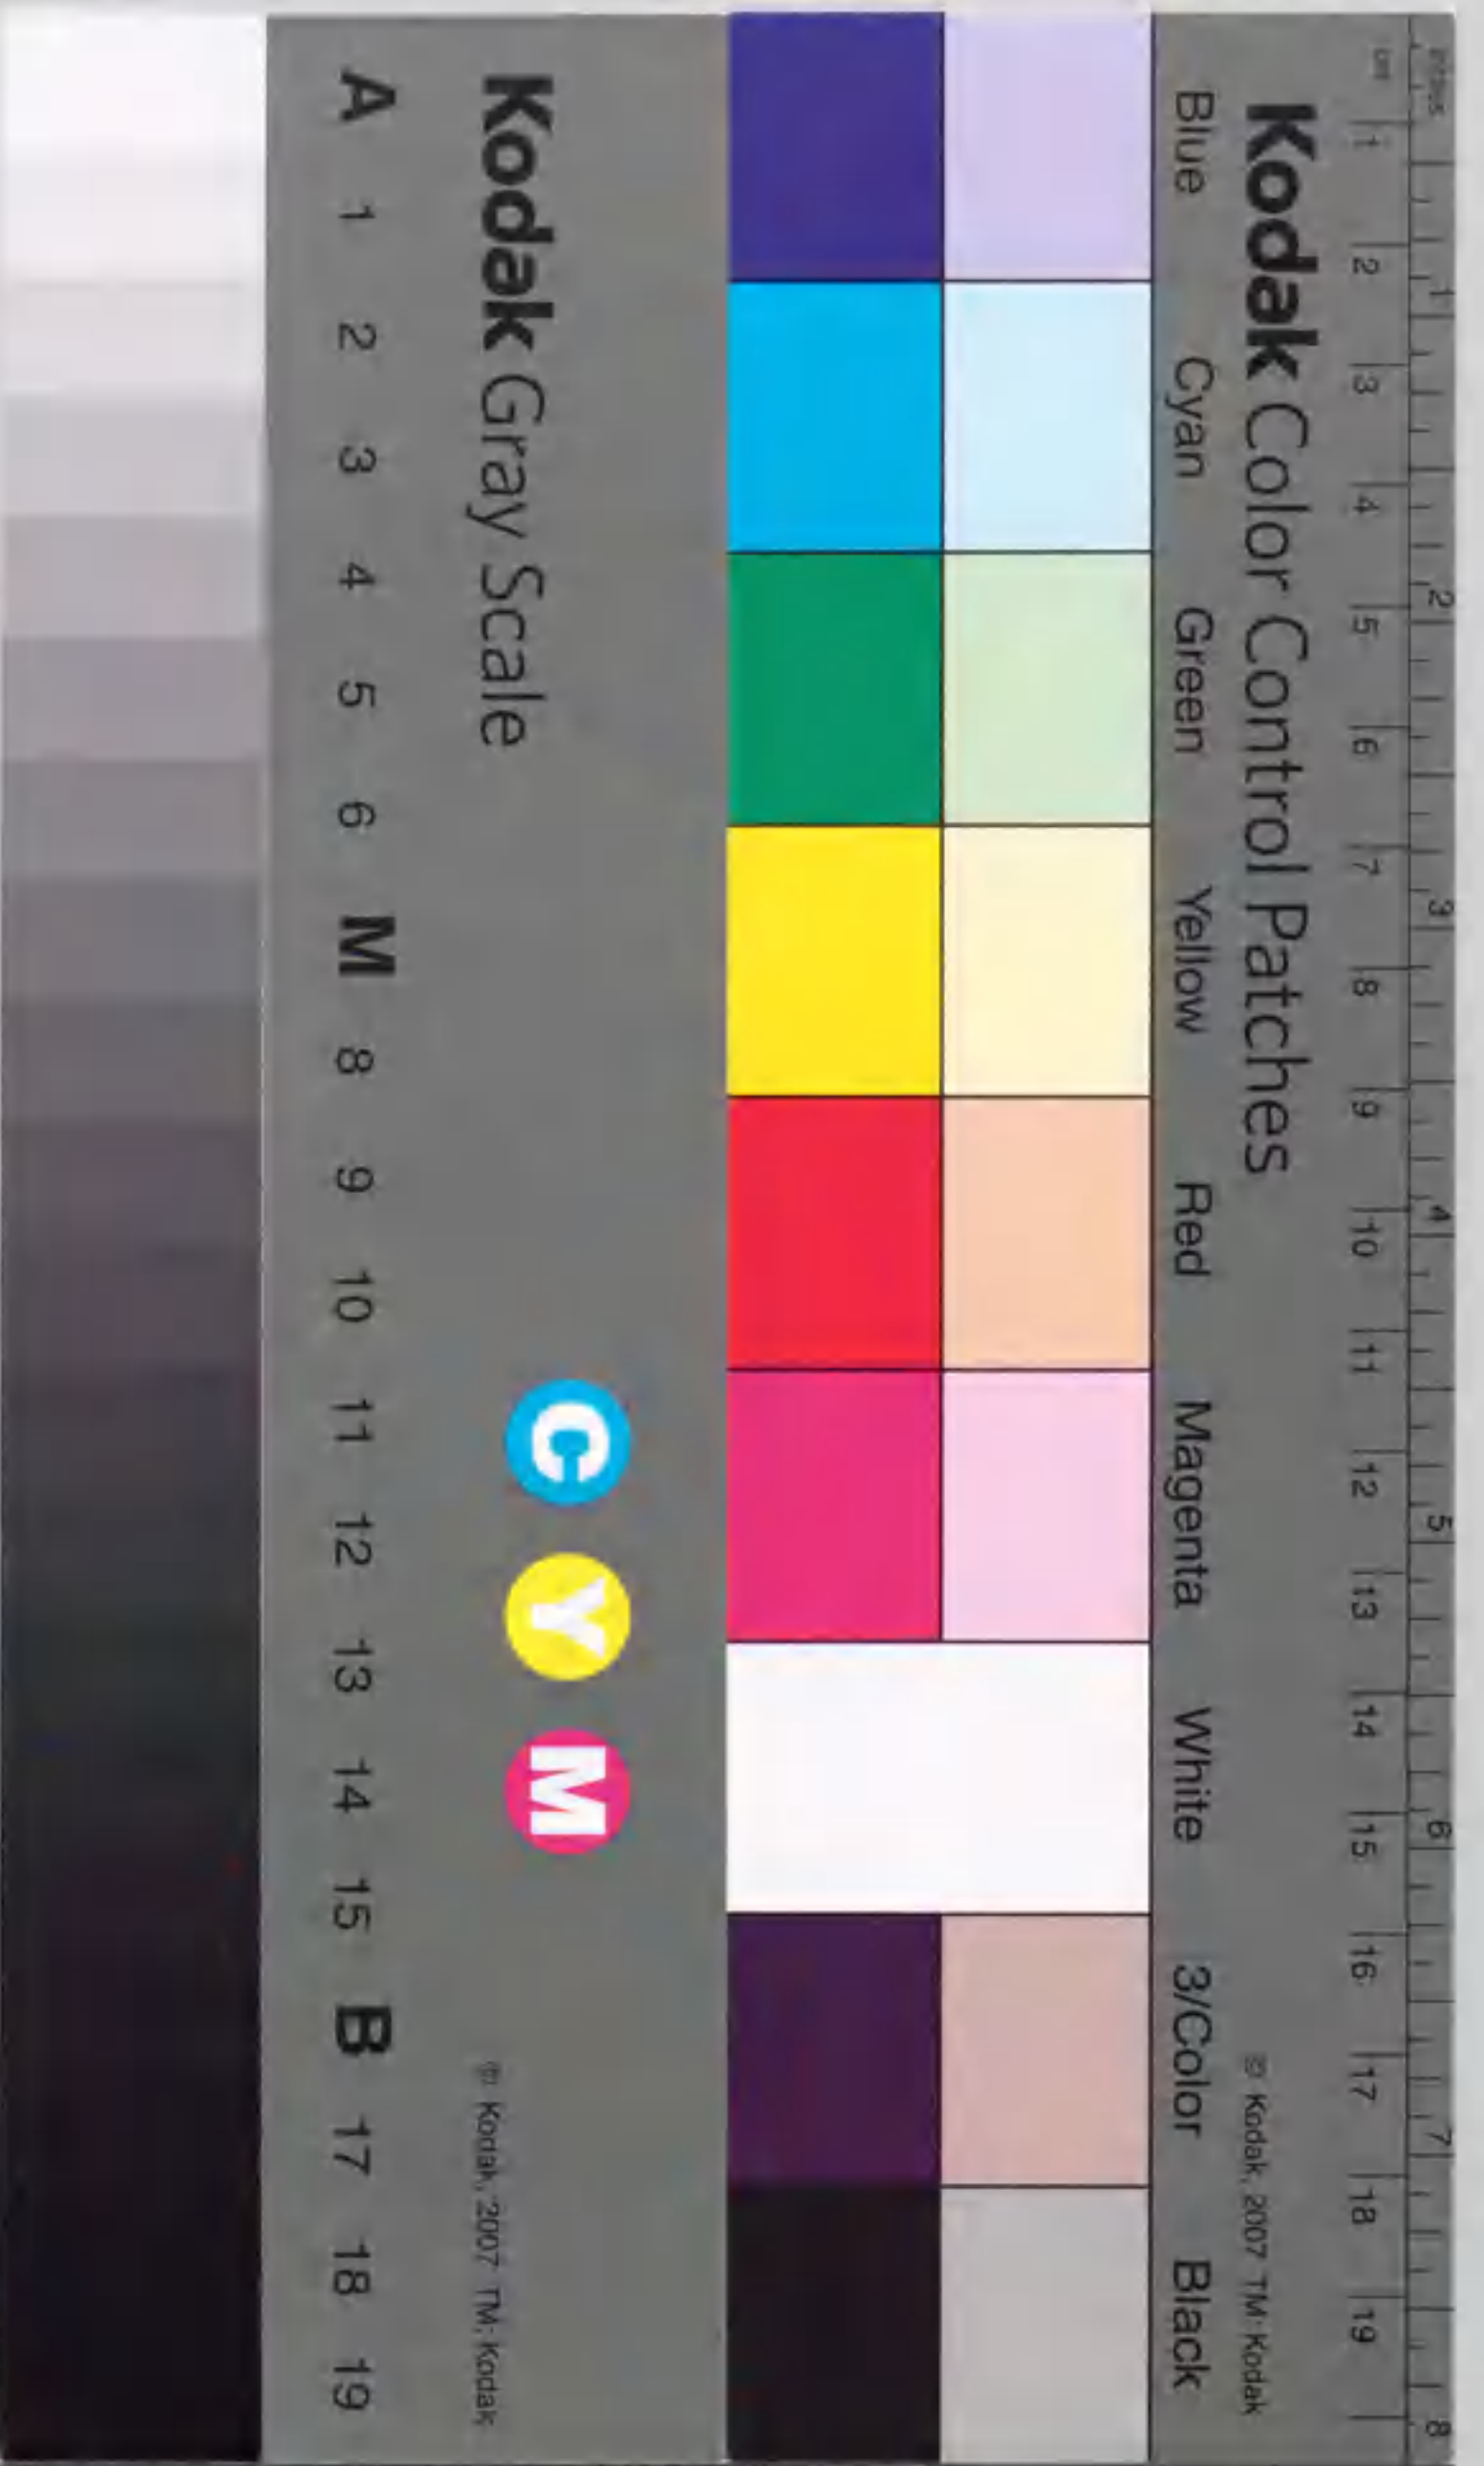 Inches 1 2 3 4 5 6 7 8
cm 1 2 3 4 5 6 7 8 9 10 11 12 13 14 15 16 17 18 19
Kodak Color Control Patches
© Kodak, 2007 TM: Kodak
Blue Cyan Green Yellow Red Magenta White 3/Color Black
Kodak Gray Scale
C Y M
© Kodak, 2007 TM: Kodak
A 1 2 3 4 5 6 M 8 9 10 11 12 13 14 15 B 17 18 19